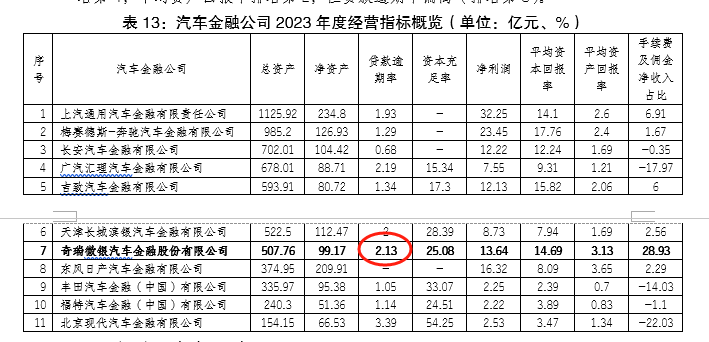 表 13：汽车金融公司 2023 年度经营指标概览（单位：亿元、%）
序号 汽车金融公司 总资产 净资产 贷款逾期率 资本充足率 净利润 平均资本回报率 平均资产回报率 手续费及佣金净收入占比
1 上汽通用汽车金融有限责任公司 1125.92 234.8 1.93 － 32.25 14.1 2.6 6.91
2 梅赛德斯-奔驰汽车金融有限公司 985.2 126.93 1.29 － 23.45 17.76 2.4 1.67
3 长安汽车金融有限公司 702.01 104.42 0.68 － 12.22 12.24 1.69 -0.35
4 广汽汇理汽车金融有限公司 678.01 88.71 2.19 15.34 7.55 9.31 1.21 -17.97
5 吉致汽车金融有限公司 593.91 80.72 1.34 17.3 12.13 15.82 2.06 6
6 天津长城滨银汽车金融有限公司 522.5 112.47 2 28.39 8.73 7.94 1.69 2.56
7 奇瑞徽银汽车金融股份有限公司 507.76 99.17 2.13 25.08 13.64 14.69 3.13 28.93
8 东风日产汽车金融有限公司 374.95 209.91 － － 16.32 8.09 3.65 2.29
9 丰田汽车金融（中国）有限公司 335.97 95.38 1.05 33.07 2.25 2.39 0.7 -14.03
10 福特汽车金融（中国）有限公司 240.3 51.36 1.14 24.51 2.22 3.89 0.83 -1.1
11 北京现代汽车金融有限公司 154.15 66.53 3.39 54.25 2.53 3.47 1.34 -22.03